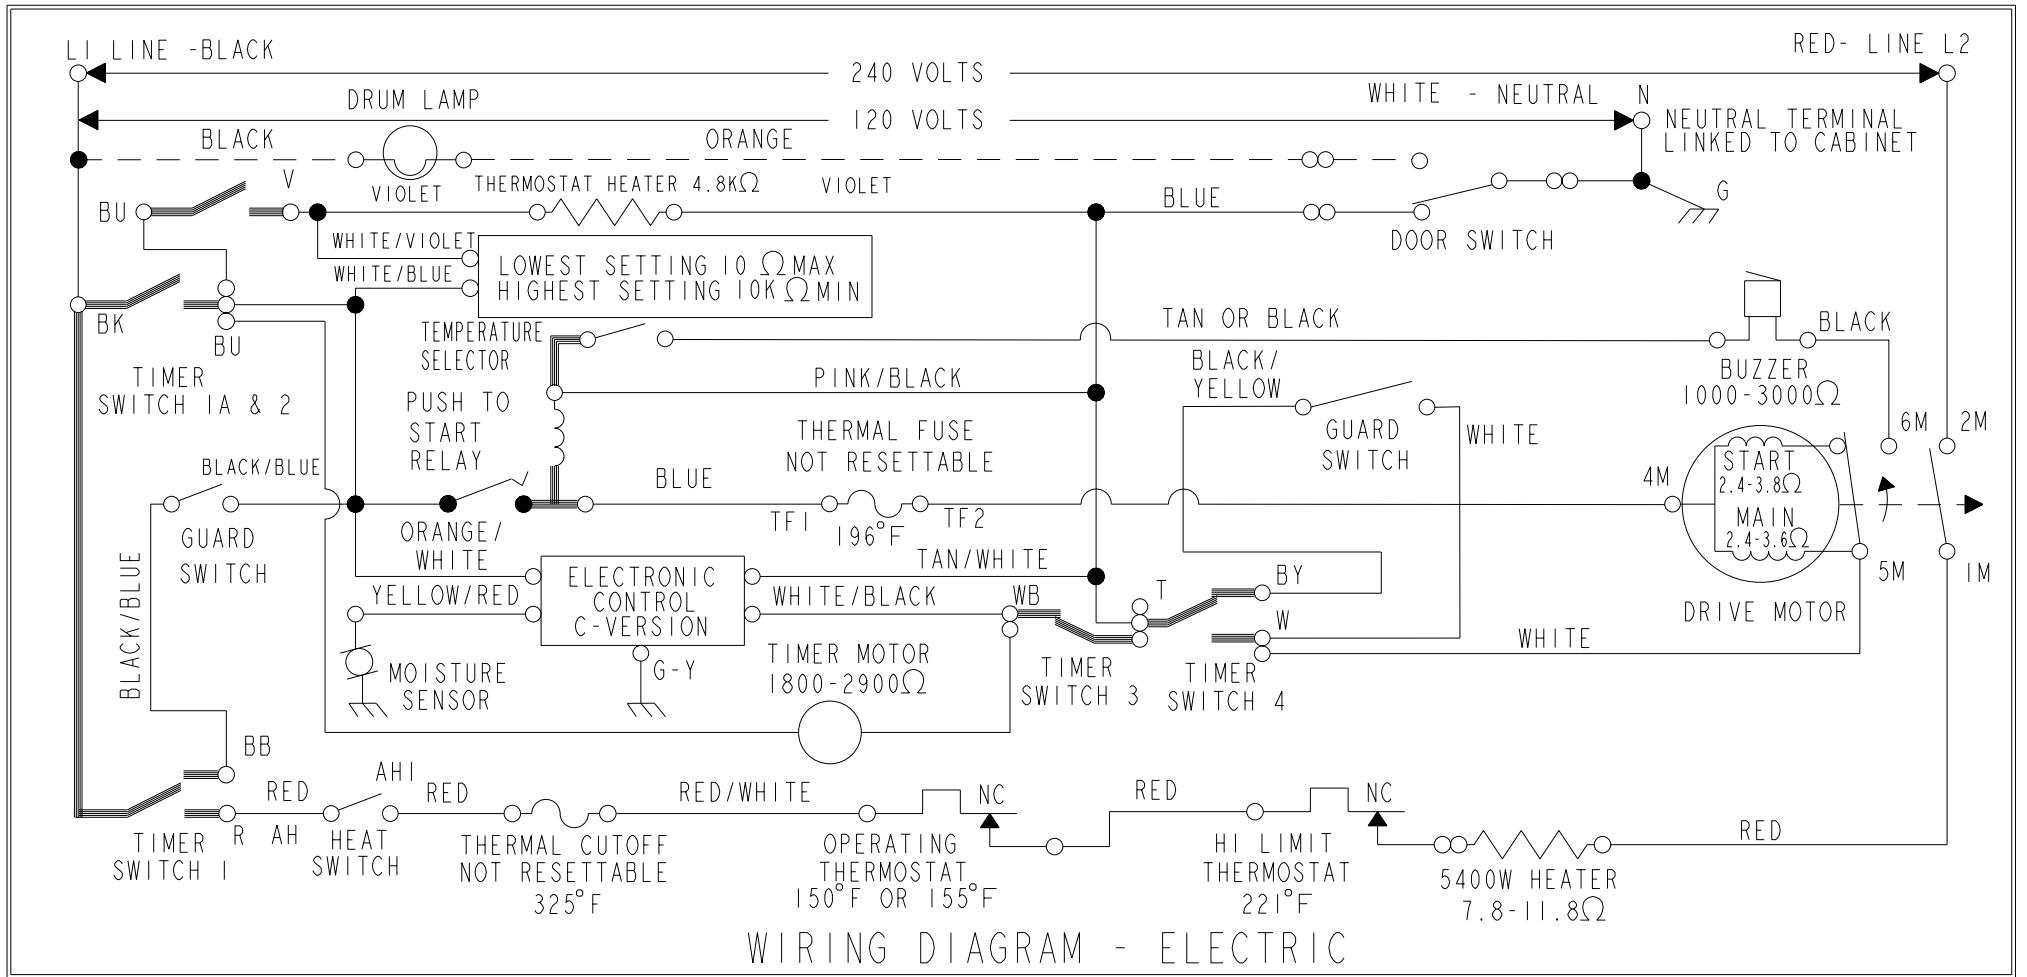 L1 LINE -BLACK
RED- LINE L2
240 VOLTS
DRUM LAMP
WHITE - NEUTRAL N
120 VOLTS
NEUTRAL TERMINAL
LINKED TO CABINET
BLACK
ORANGE
V
VIOLET
THERMOSTAT HEATER 4.8KΩ
VIOLET
BLUE
G
BU
DOOR SWITCH
WHITE/VIOLET
WHITE/BLUE
LOWEST SETTING 10 Ω MAX
HIGHEST SETTING 10K Ω MIN
BK
BU
TEMPERATURE
SELECTOR
TAN OR BLACK
BLACK
TIMER
SWITCH 1A & 2
PUSH TO
START
RELAY
PINK/BLACK
BLACK/
YELLOW
BUZZER
1000-3000Ω
GUARD
SWITCH
WHITE
6M
2M
BLACK/BLUE
THERMAL FUSE
NOT RESETTABLE
BLUE
4M
START
2.4-3.8Ω
MAIN
2.4-3.6Ω
GUARD
SWITCH
ORANGE/
WHITE
TF1
196°F
TF2
TAN/WHITE
5M
1M
DRIVE MOTOR
BLACK/BLUE
YELLOW/RED
ELECTRONIC
CONTROL
C-VERSION
WHITE/BLACK
WB
T
BY
W
WHITE
MOISTURE
SENSOR
G-Y
TIMER MOTOR
1800-2900Ω
TIMER
SWITCH 3
TIMER
SWITCH 4
BB
RED
AH1
RED
RED/WHITE
NC
RED
NC
RED
TIMER
SWITCH 1
R
AH
HEAT
SWITCH
THERMAL CUTOFF
NOT RESETTABLE
325°F
OPERATING
THERMOSTAT
150°F OR 155°F
HI LIMIT
THERMOSTAT
221°F
5400W HEATER
7.8-11.8Ω
WIRING DIAGRAM - ELECTRIC